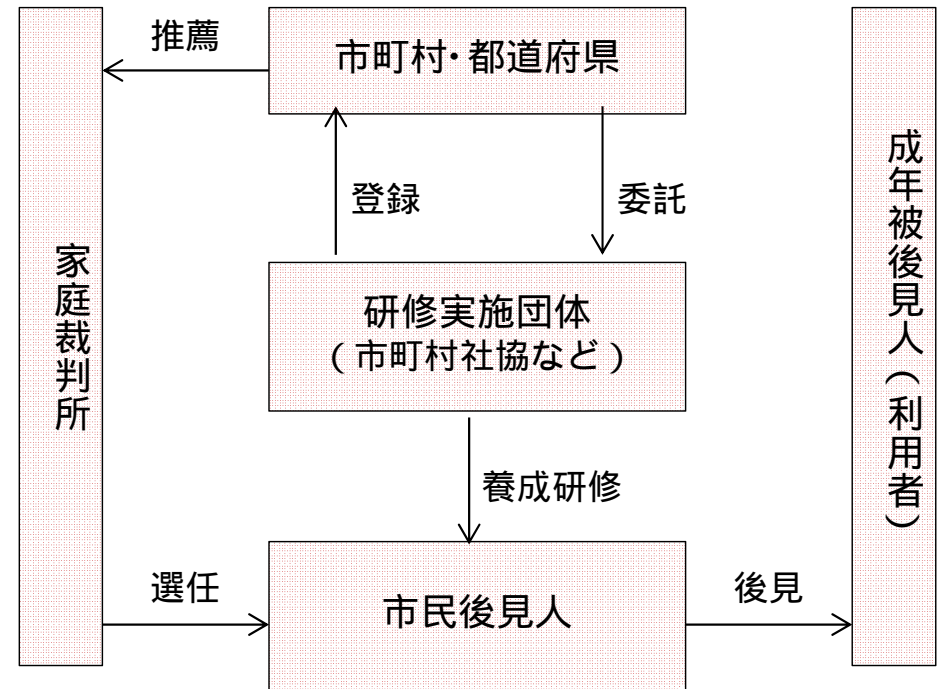 推薦
市町村・都道府県
登録
委託
研修実施団体
(市町村社協など)
養成研修
家庭裁判所
選任
市民後見人
後見
成年被後見人(利用者)